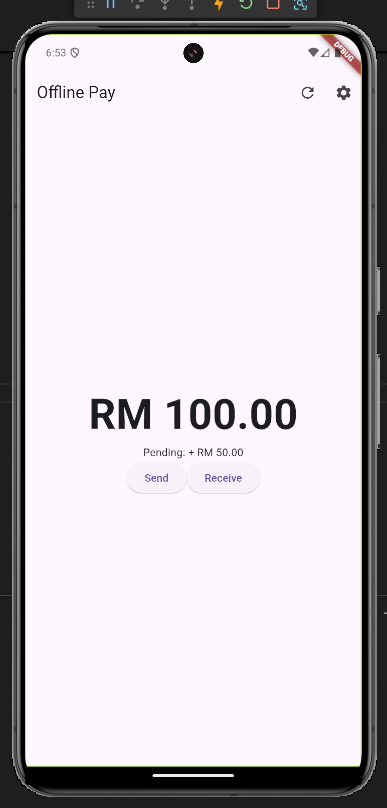 6:53
DEBUG
Offline Pay
RM 100.00
Pending: + RM 50.00
Send
Receive